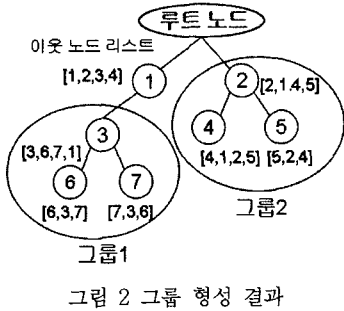 루트 노드
이웃 노드 리스트
[1,2,3,4] 1
2 [2,1.4,5]
3
[3,6,7,1]
4 5
6 7
[4,1,2,5] [5,2,4]
[6,3,7] [7,3,6]
그룹2
그룹1
그림 2 그룹 형성 결과